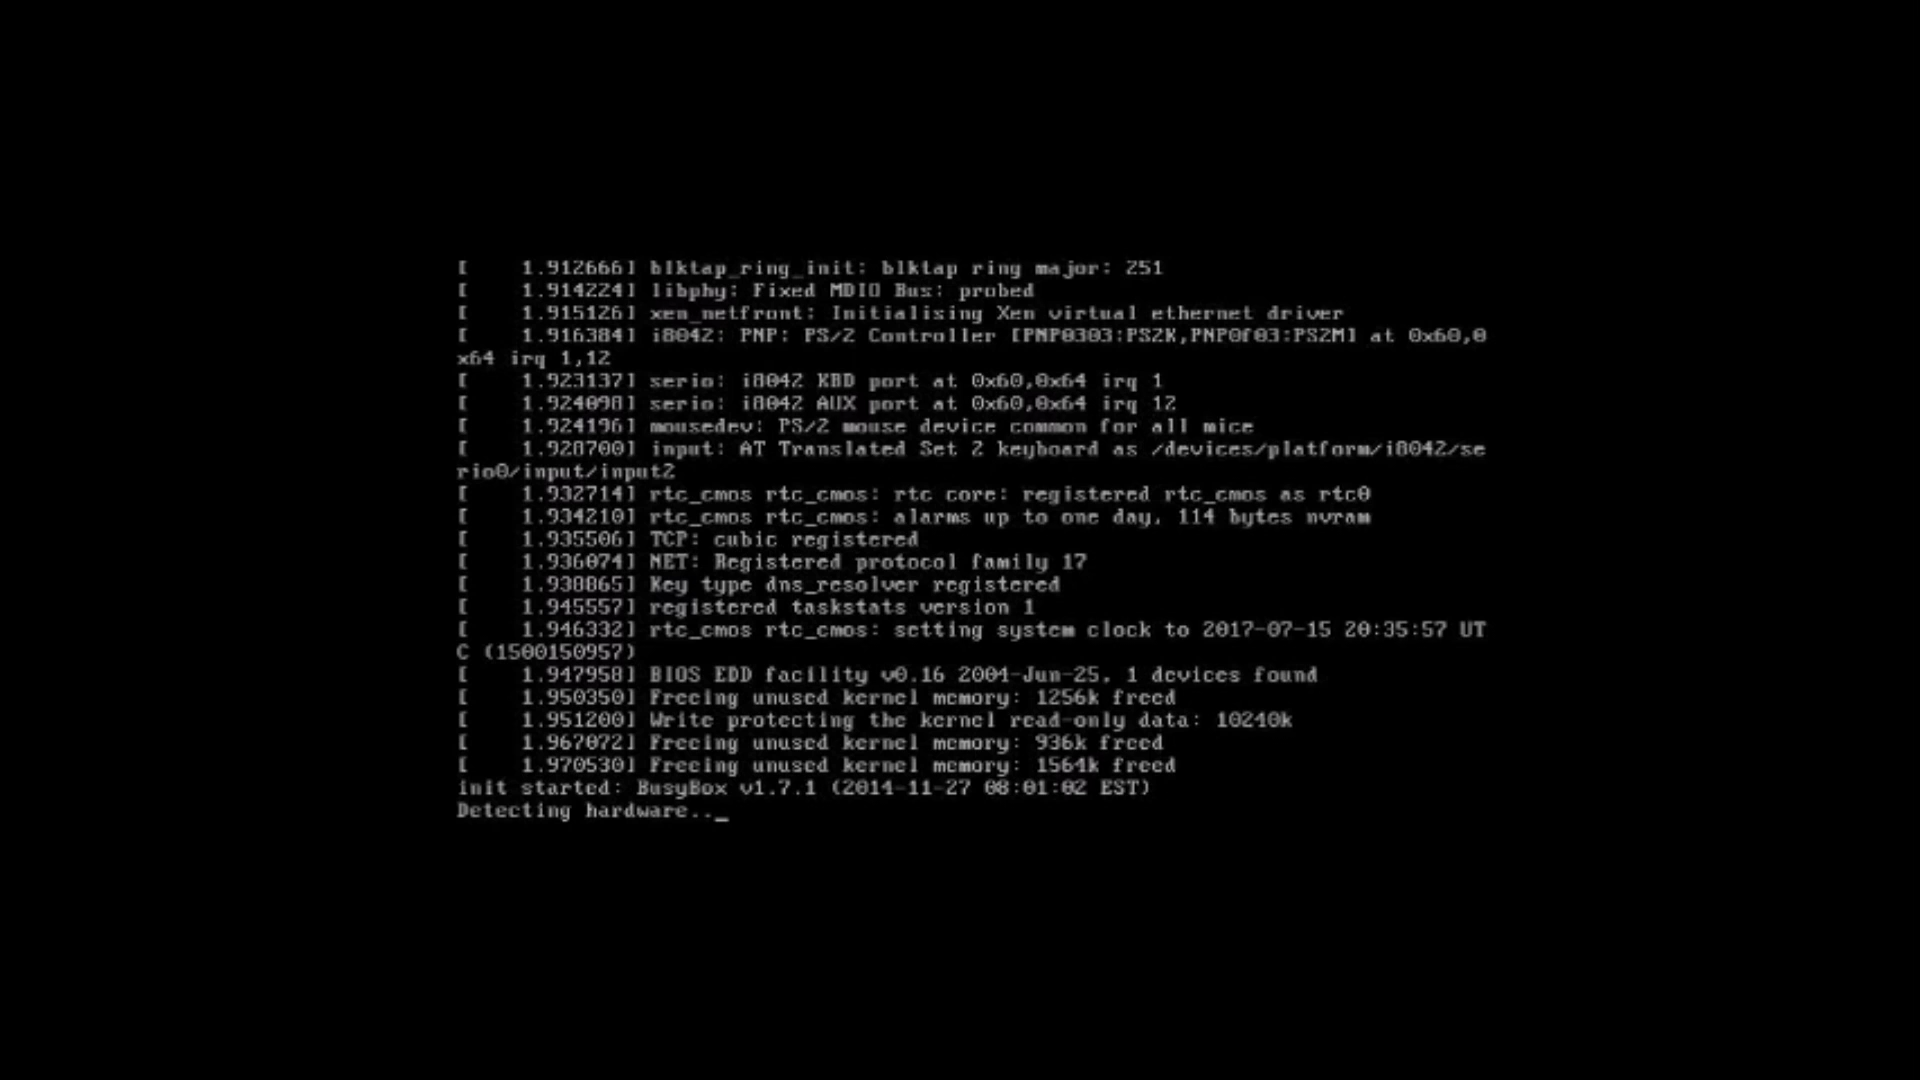 [    1.912666] blktap_ring_init: blktap ring major: 251
[    1.914224] libphy: Fixed MDIO Bus: probed
[    1.915126] xen_netfront: Initialising Xen virtual ethernet driver
[    1.916384] i8042: PNP: PS/2 Controller [PNP0303:PS2K,PNP0f03:PS2M] at 0x60,0
x64 irq 1,12
[    1.923137] serio: i8042 KBD port at 0x60,0x64 irq 1
[    1.924098] serio: i8042 AUX port at 0x60,0x64 irq 12
[    1.924196] mousedev: PS/2 mouse device common for all mice
[    1.928700] input: AT Translated Set 2 keyboard as /devices/platform/i8042/se
rio0/input/input2
[    1.932714] rtc_cmos rtc_cmos: rtc core: registered rtc_cmos as rtc0
[    1.934210] rtc_cmos rtc_cmos: alarms up to one day, 114 bytes nvram
[    1.935506] TCP: cubic registered
[    1.936074] NET: Registered protocol family 17
[    1.938865] Key type dns_resolver registered
[    1.945557] registered taskstats version 1
[    1.946332] rtc_cmos rtc_cmos: setting system clock to 2017-07-15 20:35:57 UT
C (1500150957)
[    1.947958] BIOS EDD facility v0.16 2004-Jun-25, 1 devices found
[    1.950350] Freeing unused kernel memory: 1256k freed
[    1.951200] Write protecting the kernel read-only data: 10240k
[    1.967072] Freeing unused kernel memory: 936k freed
[    1.970530] Freeing unused kernel memory: 1564k freed
init started: BusyBox v1.7.1 (2014-11-27 08:01:02 EST)
Detecting hardware.._